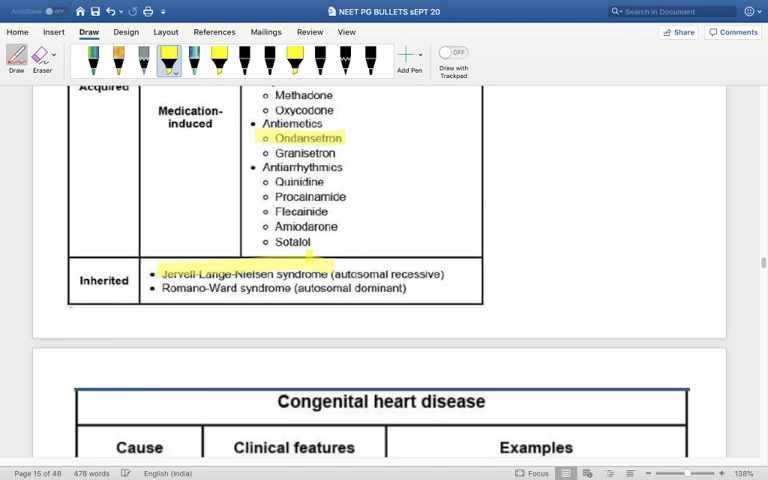 AutoSave OFF
NEET PG BULLETS sEPT 20
Search in Document
Home Insert Draw Design Layout References Mailings Review View Share Comments
Draw Eraser Add Pen Draw with Trackpad OFF
Acquired
Medication-induced
Methadone
Oxycodone
Antiemetics
Ondansetron
Granisetron
Antiarrhythmics
Quinidine
Procainamide
Flecainide
Amiodarone
Sotalol
Inherited
Jervell-Lange-Nielsen syndrome (autosomal recessive)
Romano-Ward syndrome (autosomal dominant)
Congenital heart disease
Cause Clinical features Examples
Page 15 of 48 478 words English (India) Focus 138%